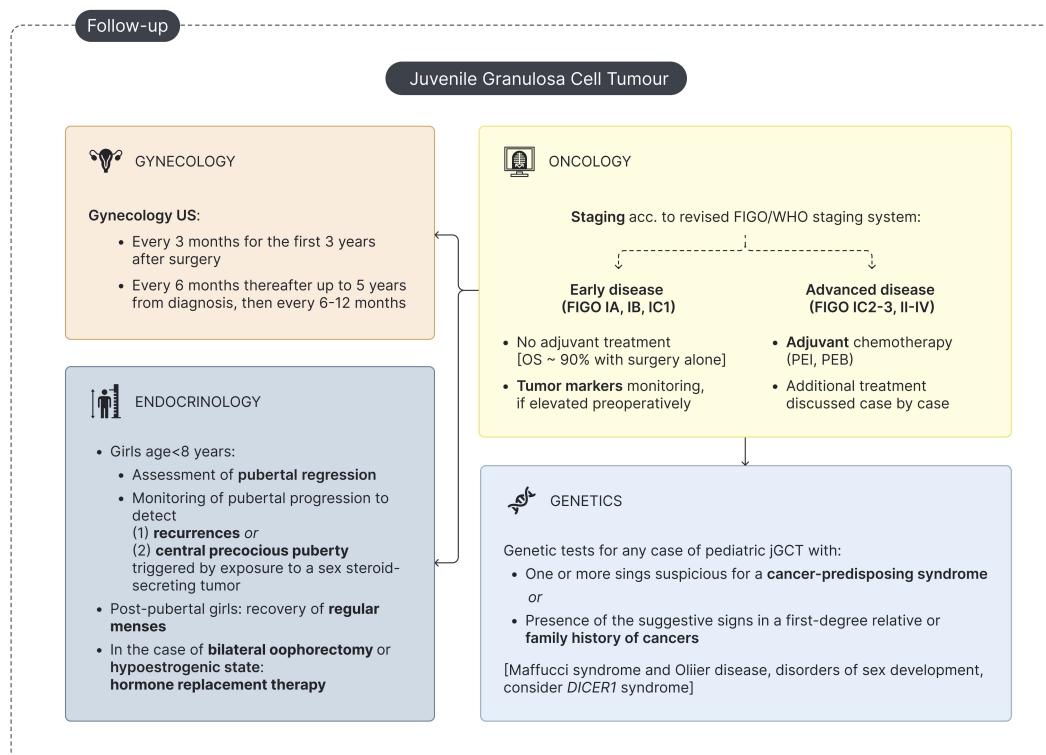 Follow-up
Juvenile Granulosa Cell Tumour
GYNECOLOGY
Gynecology US:
• Every 3 months for the first 3 years
after surgery
• Every 6 months thereafter up to 5 years
from diagnosis, then every 6-12 months
ENDOCRINOLOGY
• Girls age<8 years:
• Assessment of pubertal regression
• Monitoring of pubertal progression to
detect
(1) recurrences or
(2) central precocious puberty
triggered by exposure to a sex steroid-
secreting tumor
• Post-pubertal girls: recovery of regular
menses
• In the case of bilateral oophorectomy or
hypoestrogenic state:
hormone replacement therapy
ONCOLOGY
Staging acc. to revised FIGO/WHO staging system:
Early disease
(FIGO IA, IB, IC1)
• No adjuvant treatment
[OS ~ 90% with surgery alone]
• Tumor markers monitoring,
if elevated preoperatively
Advanced disease
(FIGO IC2-3, II-IV)
• Adjuvant chemotherapy
(PEI, PEB)
• Additional treatment
discussed case by case
GENETICS
Genetic tests for any case of pediatric jGCT with:
• One or more sings suspicious for a cancer-predisposing syndrome
or
• Presence of the suggestive signs in a first-degree relative or
family history of cancers
[Maffucci syndrome and Oliier disease, disorders of sex development,
consider DICER1 syndrome]